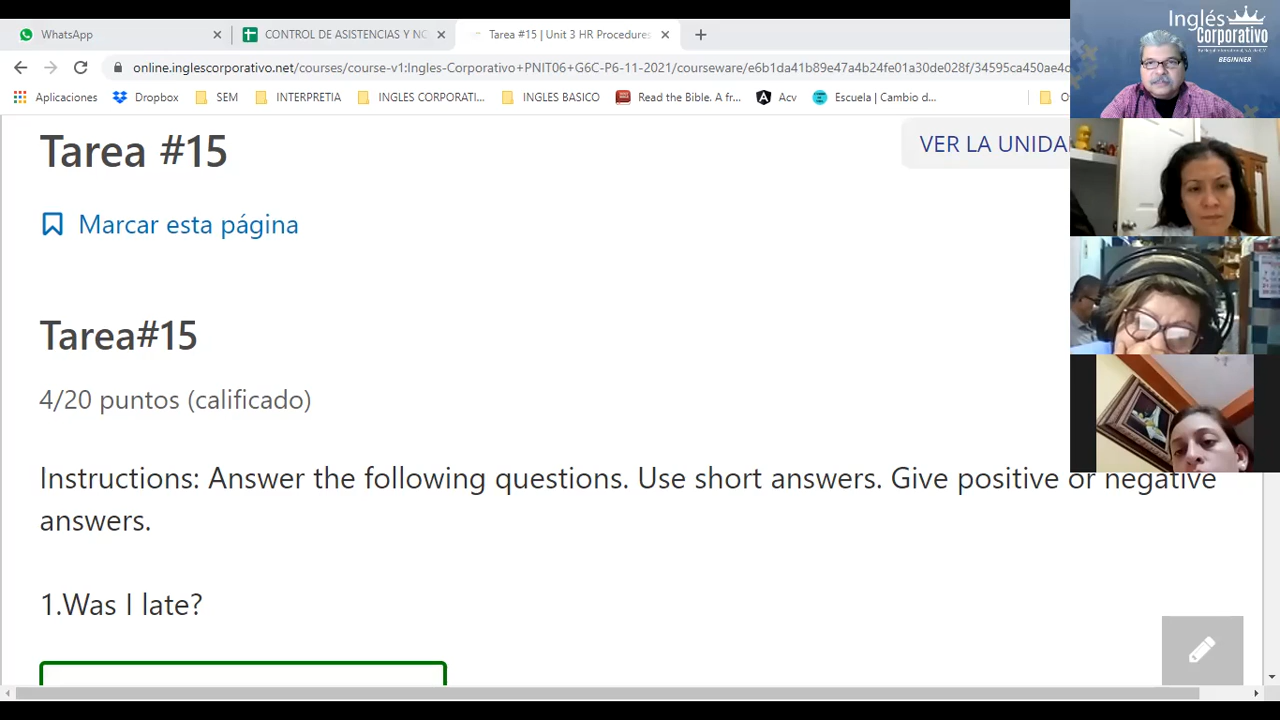 WhatsApp
CONTROL DE ASISTENCIAS Y NO
Tarea #15 | Unit 3 HR Procedures
online.inglescorporativo.net/courses/course-v1:Ingles-Corporativo+INT06+G6C-P6-11-2021/courseware/e6b1da41b89e47a4b24fe01a30de028f/34595ca450ae4d
Aplicaciones
Dropbox
SEM
INTERPRETIA
INGLES CORPORATI...
INGLES BASICO
Read the Bible. A fr...
Acv
Escuela | Cambio d...
O
Inglés
Corporativo
BEGINNER
Tarea #15
VER LA UNIDA
Marcar esta página
Tarea#15
4/20 puntos (calificado)
Instructions: Answer the following questions. Use short answers. Give positive or negative
answers.
1.Was I late?